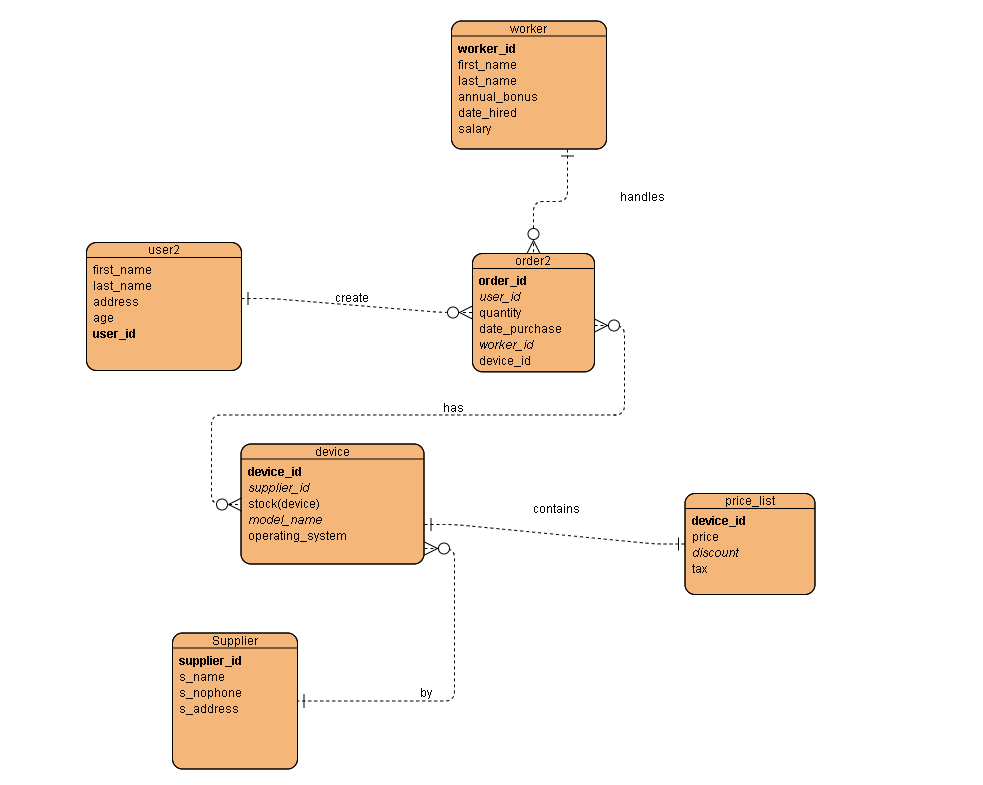 worker
worker_id
first_name
last_name
annual_bonus
date_hired
salary
handles
user2
first_name
last_name
address
age
user_id
create
order2
order_id
user_id
quantity
date_purchase
worker_id
device_id
has
device
device_id
supplier_id
stock(device)
model_name
operating_system
contains
price_list
device_id
price
discount
tax
Supplier
supplier_id
s_name
s_nophone
s_address
by